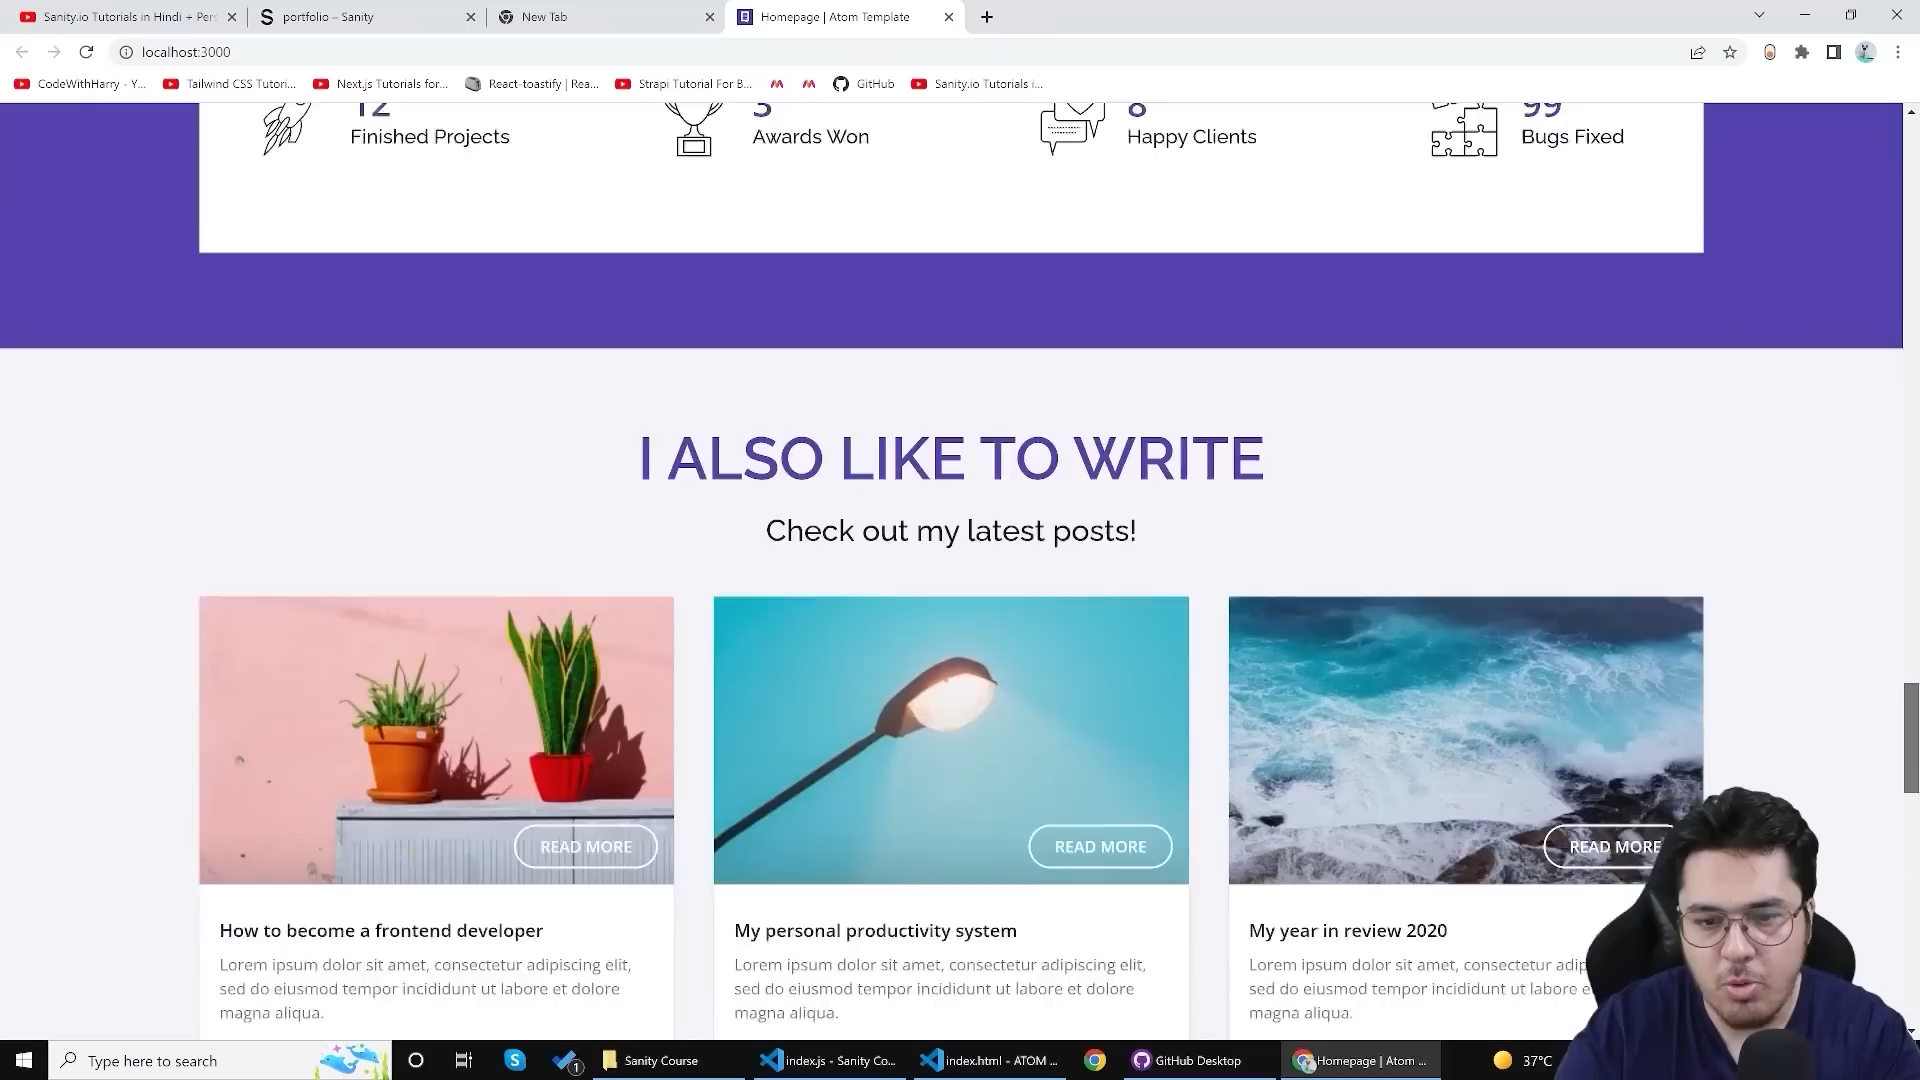 Sanity.io Tutorials in Hindi + Pers
portfolio – Sanity
New Tab
Homepage | Atom Template
localhost:3000
CodeWithHarry - Y...
Tailwind CSS Tutori...
Next.js Tutorials for...
React-toastify | Rea...
Strapi Tutorial For B...
GitHub
Sanity.io Tutorials i...
12
Finished Projects
3
Awards Won
8
Happy Clients
99
Bugs Fixed
I ALSO LIKE TO WRITE
Check out my latest posts!
READ MORE
READ MORE
READ MORE
How to become a frontend developer
Lorem ipsum dolor sit amet, consectetur adipiscing elit,
sed do eiusmod tempor incididunt ut labore et dolore
magna aliqua.
My personal productivity system
Lorem ipsum dolor sit amet, consectetur adipiscing elit,
sed do eiusmod tempor incididunt ut labore et dolore
magna aliqua.
My year in review 2020
Lorem ipsum dolor sit amet, consectetur adip
sed do eiusmod tempor incididunt ut labore e
magna aliqua.
Type here to search
1
Sanity Course
index.js - Sanity Co...
index.html - ATOM ...
GitHub Desktop
Homepage | Atom ...
37°C